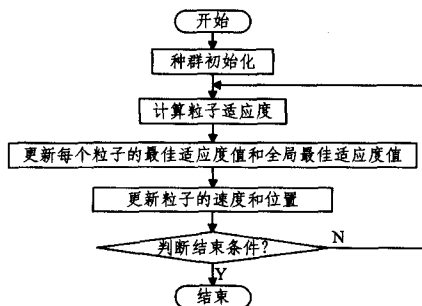 开始
种群初始化
计算粒子适应度
更新每个粒子的最佳适应度值和全局最佳适应度值
更新粒子的速度和位置
判断结束条件?
N
Y
结束